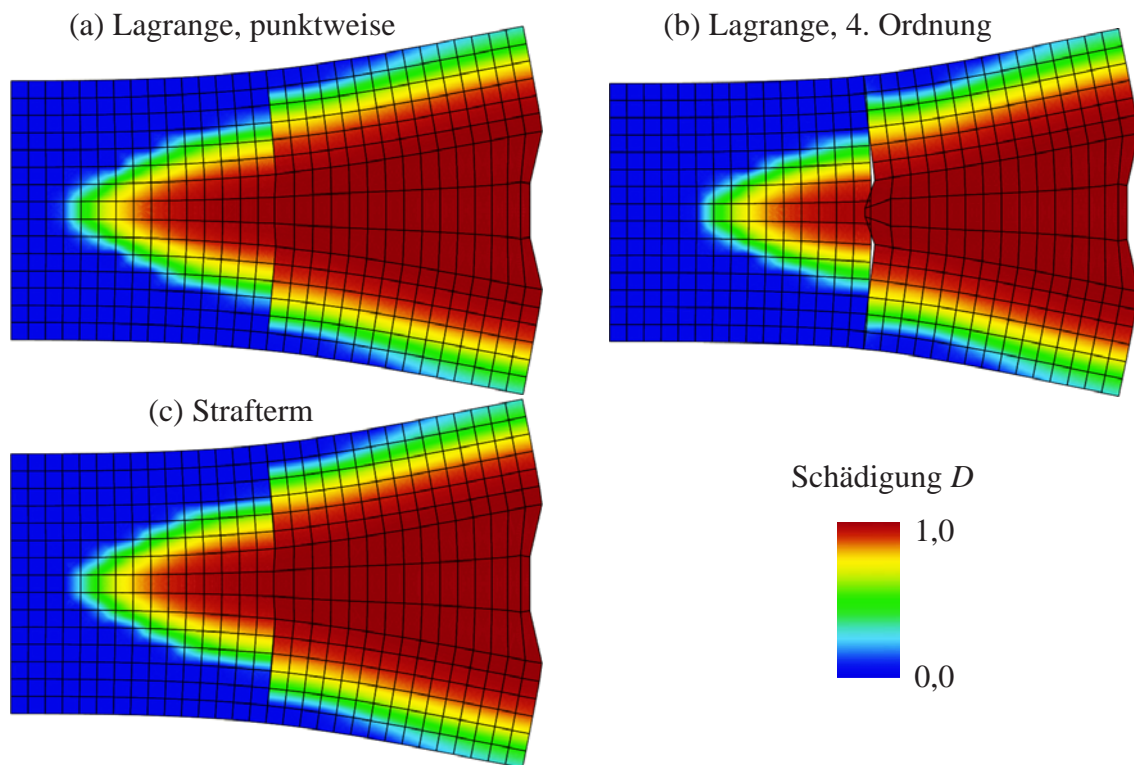 (a) Lagrange, punktweise
(b) Lagrange, 4. Ordnung
(c) Strafterm
Schädigung D
1,0
0,0